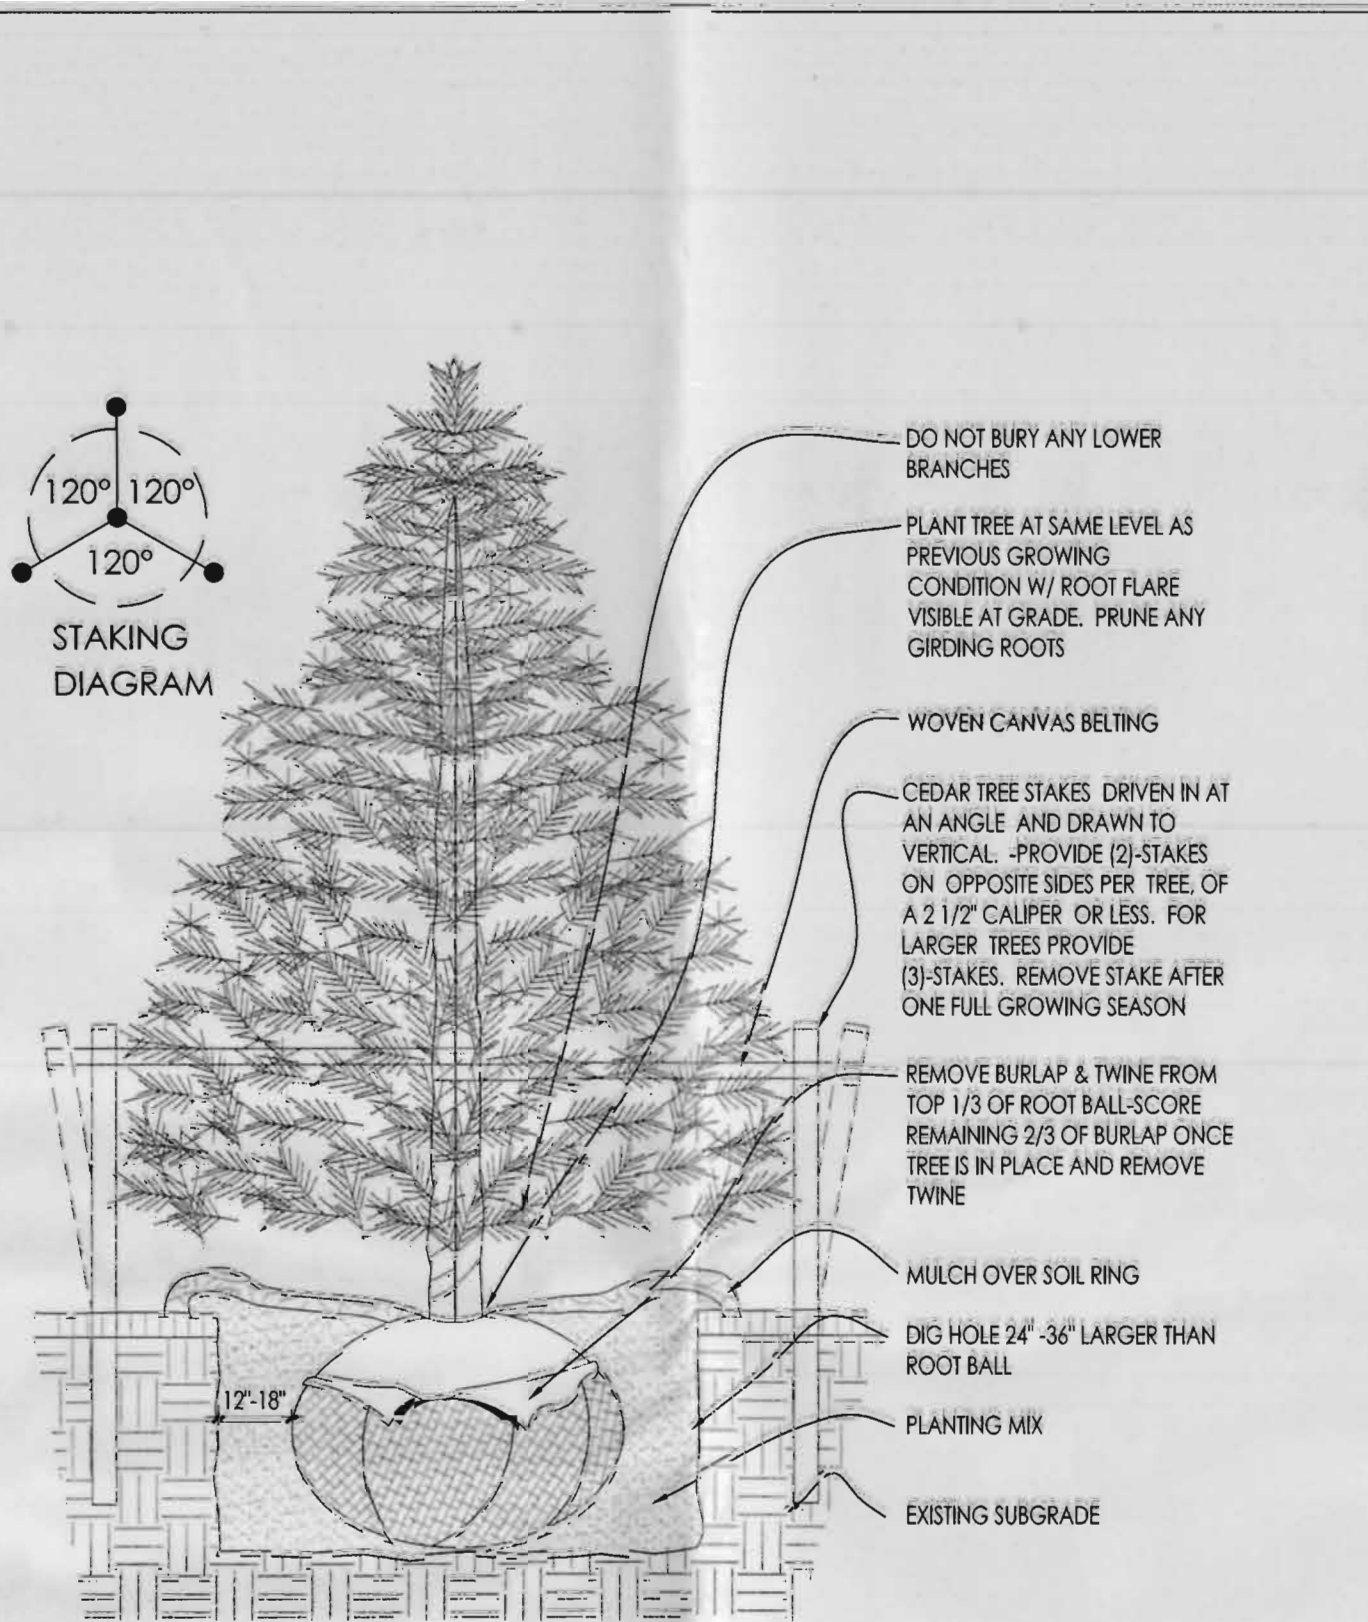 120° 120°
120°
STAKING
DIAGRAM
DO NOT BURY ANY LOWER
BRANCHES
PLANT TREE AT SAME LEVEL AS
PREVIOUS GROWING
CONDITION W/ ROOT FLARE
VISIBLE AT GRADE. PRUNE ANY
GIRDING ROOTS
WOVEN CANVAS BELTING
CEDAR TREE STAKES DRIVEN IN AT
AN ANGLE AND DRAWN TO
VERTICAL. -PROVIDE (2)-STAKES
ON OPPOSITE SIDES PER TREE, OF
A 2 1/2" CALIPER OR LESS. FOR
LARGER TREES PROVIDE
(3)-STAKES. REMOVE STAKE AFTER
ONE FULL GROWING SEASON
REMOVE BURLAP & TWINE FROM
TOP 1/3 OF ROOT BALL-SCORE
REMAINING 2/3 OF BURLAP ONCE
TREE IS IN PLACE AND REMOVE
TWINE
MULCH OVER SOIL RING
DIG HOLE 24" -36" LARGER THAN
ROOT BALL
12"-18"
PLANTING MIX
EXISTING SUBGRADE